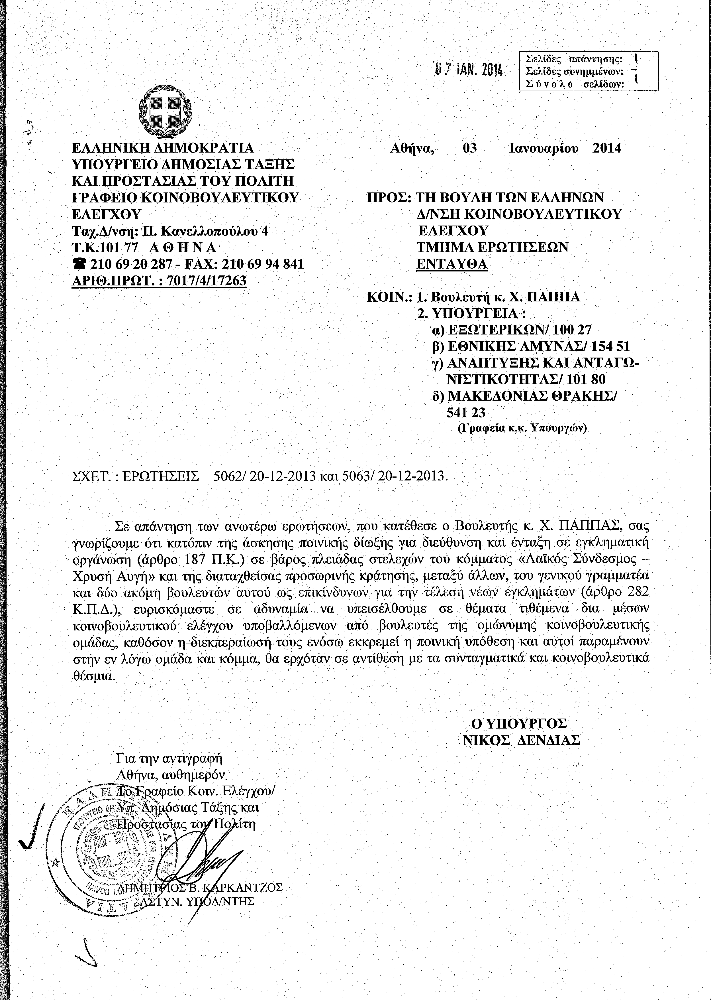 07 ΙΑΝ. 2014
Σελίδες απάντησης: 1
Σελίδες συνημμένων: –
Σύνολο σελίδων: 1
ΕΛΛΗΝΙΚΗ ΔΗΜΟΚΡΑΤΙΑ
ΥΠΟΥΡΓΕΙΟ ΔΗΜΟΣΙΑΣ ΤΑΞΗΣ
ΚΑΙ ΠΡΟΣΤΑΣΙΑΣ ΤΟΥ ΠΟΛΙΤΗ
ΓΡΑΦΕΙΟ ΚΟΙΝΟΒΟΥΛΕΥΤΙΚΟΥ
ΕΛΕΓΧΟΥ
Ταχ.Δ/νση: Π. Κανελλοπούλου 4
Τ.Κ.101 77 Α Θ Η Ν Α
☎ 210 69 20 287 – FAX: 210 69 94 841
ΑΡΙΘ.ΠΡΩΤ. : 7017/4/17263
Αθήνα, 03 Ιανουαρίου 2014
ΠΡΟΣ: ΤΗ ΒΟΥΛΗ ΤΩΝ ΕΛΛΗΝΩΝ
Δ/ΝΣΗ ΚΟΙΝΟΒΟΥΛΕΥΤΙΚΟΥ
ΕΛΕΓΧΟΥ
ΤΜΗΜΑ ΕΡΩΤΗΣΕΩΝ
ΕΝΤΑΥΘΑ
ΚΟΙΝ.: 1. Βουλευτή κ. Χ. ΠΑΠΠΑ
2. ΥΠΟΥΡΓΕΙΑ :
α) ΕΞΩΤΕΡΙΚΩΝ/ 100 27
β) ΕΘΝΙΚΗΣ ΑΜΥΝΑΣ/ 154 51
γ) ΑΝΑΠΤΥΞΗΣ ΚΑΙ ΑΝΤΑΓΩ-
ΝΙΣΤΙΚΟΤΗΤΑΣ/ 101 80
δ) ΜΑΚΕΔΟΝΙΑΣ ΘΡΑΚΗΣ/
541 23
(Γραφεία κ.κ. Υπουργών)
ΣΧΕΤ. : ΕΡΩΤΗΣΕΙΣ 5062/ 20-12-2013 και 5063/ 20-12-2013.
Σε απάντηση των ανωτέρω ερωτήσεων, που κατέθεσε ο Βουλευτής κ. Χ. ΠΑΠΠΑΣ, σας
γνωρίζουμε ότι κατόπιν της άσκησης ποινικής δίωξης για διεύθυνση και ένταξη σε εγκληματική
οργάνωση (άρθρο 187 Π.Κ.) σε βάρος πλειάδας στελεχών του κόμματος «Λαϊκός Σύνδεσμος –
Χρυσή Αυγή» και της διαταχθείσας προσωρινής κράτησης, μεταξύ άλλων, του γενικού γραμματέα
και δύο ακόμη βουλευτών αυτού ως επικίνδυνων για την τέλεση νέων εγκλημάτων (άρθρο 282
Κ.Π.Δ.), ευρισκόμαστε σε αδυναμία να υπεισέλθουμε σε θέματα τιθέμενα δια μέσων
κοινοβουλευτικού ελέγχου υποβαλλόμενων από βουλευτές της ομώνυμης κοινοβουλευτικής
ομάδας, καθόσον η διεκπεραίωσή τους ενόσω εκκρεμεί η ποινική υπόθεση και αυτοί παραμένουν
στην εν λόγω ομάδα και κόμμα, θα ερχόταν σε αντίθεση με τα συνταγματικά και κοινοβουλευτικά
θέσμια.
Ο ΥΠΟΥΡΓΟΣ
ΝΙΚΟΣ ΔΕΝΔΙΑΣ
Για την αντιγραφή
Αθήνα, αυθημερόν
Το Γραφείο Κοιν. Ελέγχου/
Υπ. Δημόσιας Τάξης και
Προστασίας του Πολίτη
ΔΗΜΗΤΡΙΟΣ Β. ΚΑΡΚΑΝΤΖΟΣ
ΑΣΤΥΝ. ΥΠΟΔ/ΝΤΗΣ